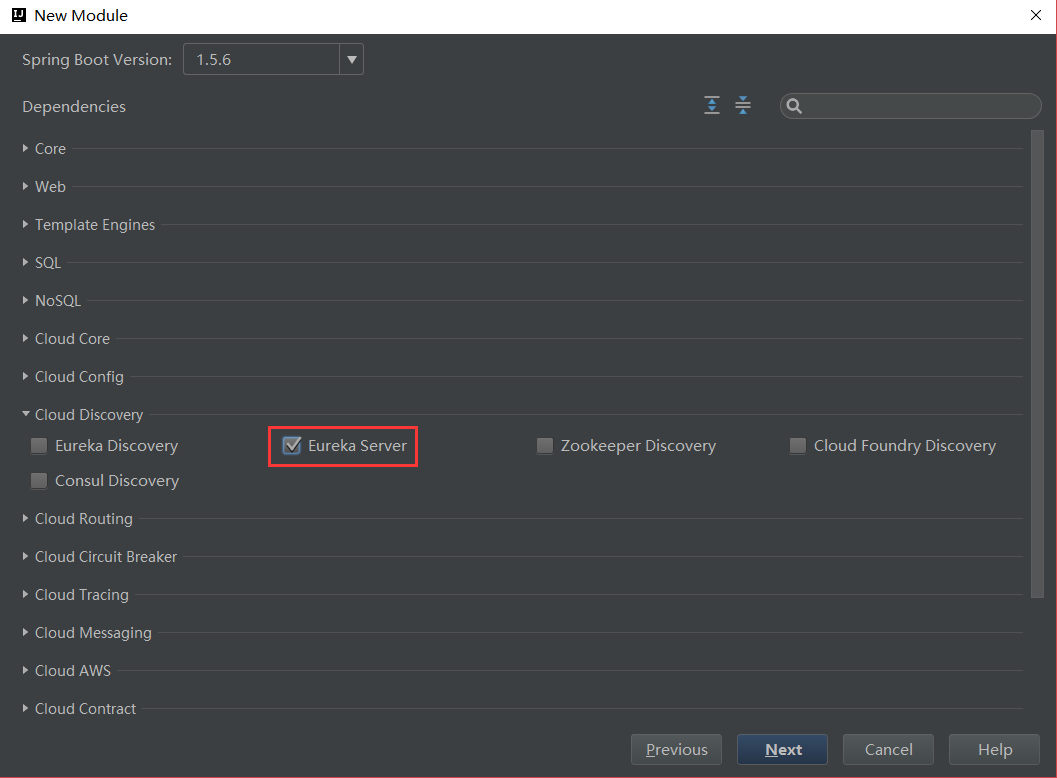 New Module
Spring Boot Version: 1.5.6
Dependencies
Core
Web
Template Engines
SQL
NoSQL
Cloud Core
Cloud Config
Cloud Discovery
Eureka Discovery Eureka Server Zookeeper Discovery Cloud Foundry Discovery
Consul Discovery
Cloud Routing
Cloud Circuit Breaker
Cloud Tracing
Cloud Messaging
Cloud AWS
Cloud Contract
Previous Next Cancel Help